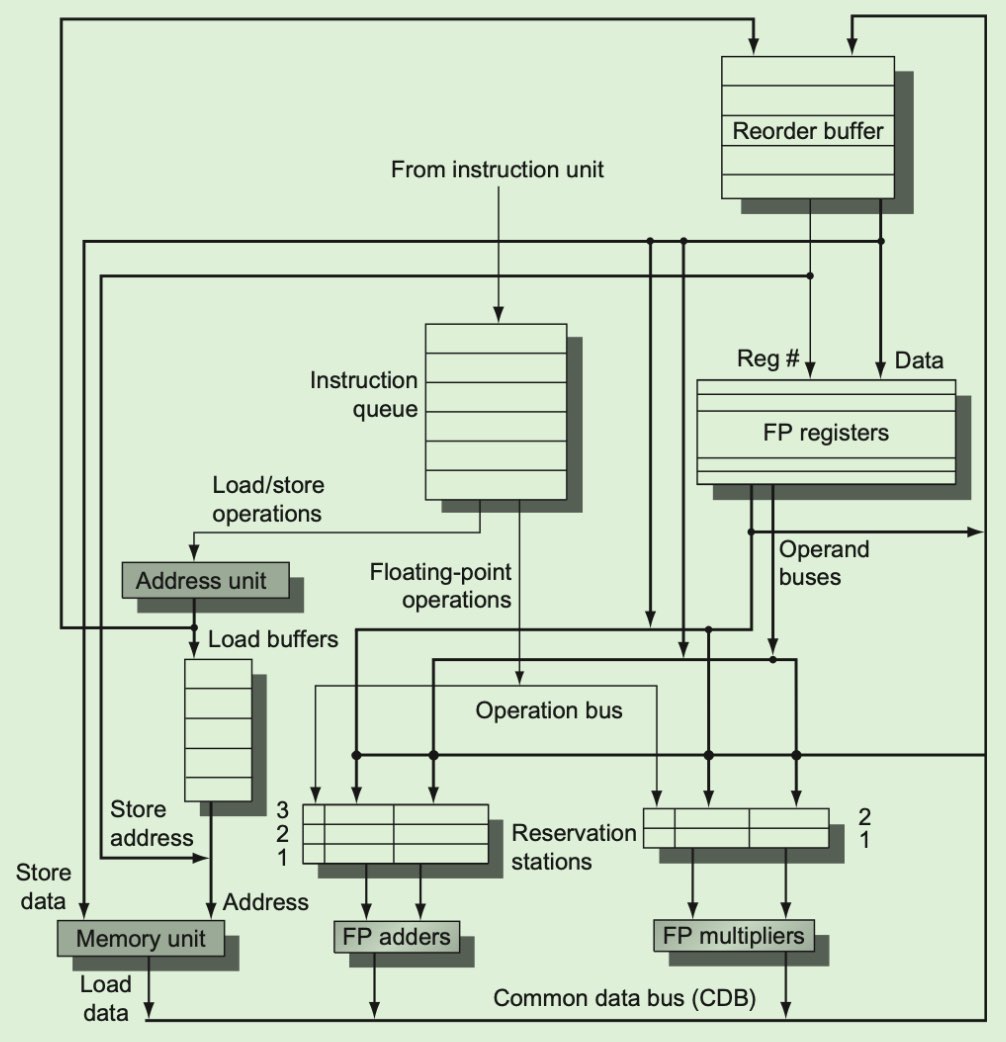 Reorder buffer
From instruction unit
Reg #
Data
Instruction
queue
FP registers
Load/store
operations
Operand
buses
Address unit
Floating-point
operations
Load buffers
Operation bus
Store
address
3
2
1
Reservation
stations
2
1
Store
data
Address
Memory unit
FP adders
FP multipliers
Load
data
Common data bus (CDB)